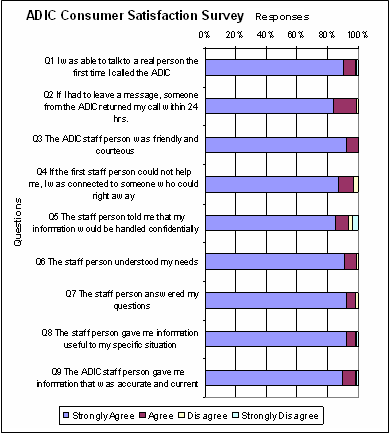 ADIC Consumer Satisfaction Survey Responses
0% 20% 40% 60% 80% 100%
Questions
Q1 I was able to talk to a real person the
first time I called the ADIC
Q2 If I had to leave a message, someone
from the ADIC returned my call within 24
hrs.
Q3 The ADIC staff person was friendly and
courteous
Q4 If the first staff person could not help
me, I was connected to someone who could
right away
Q5 The staff person told me that my
information would be handled confidentially
Q6 The staff person understood my needs
Q7 The staff person answered my
questions
Q8 The staff person gave me information
useful to my specific situation
Q9 The ADIC staff person gave me
information that was accurate and current
Strongly Agree Agree Disagree Strongly Disagree